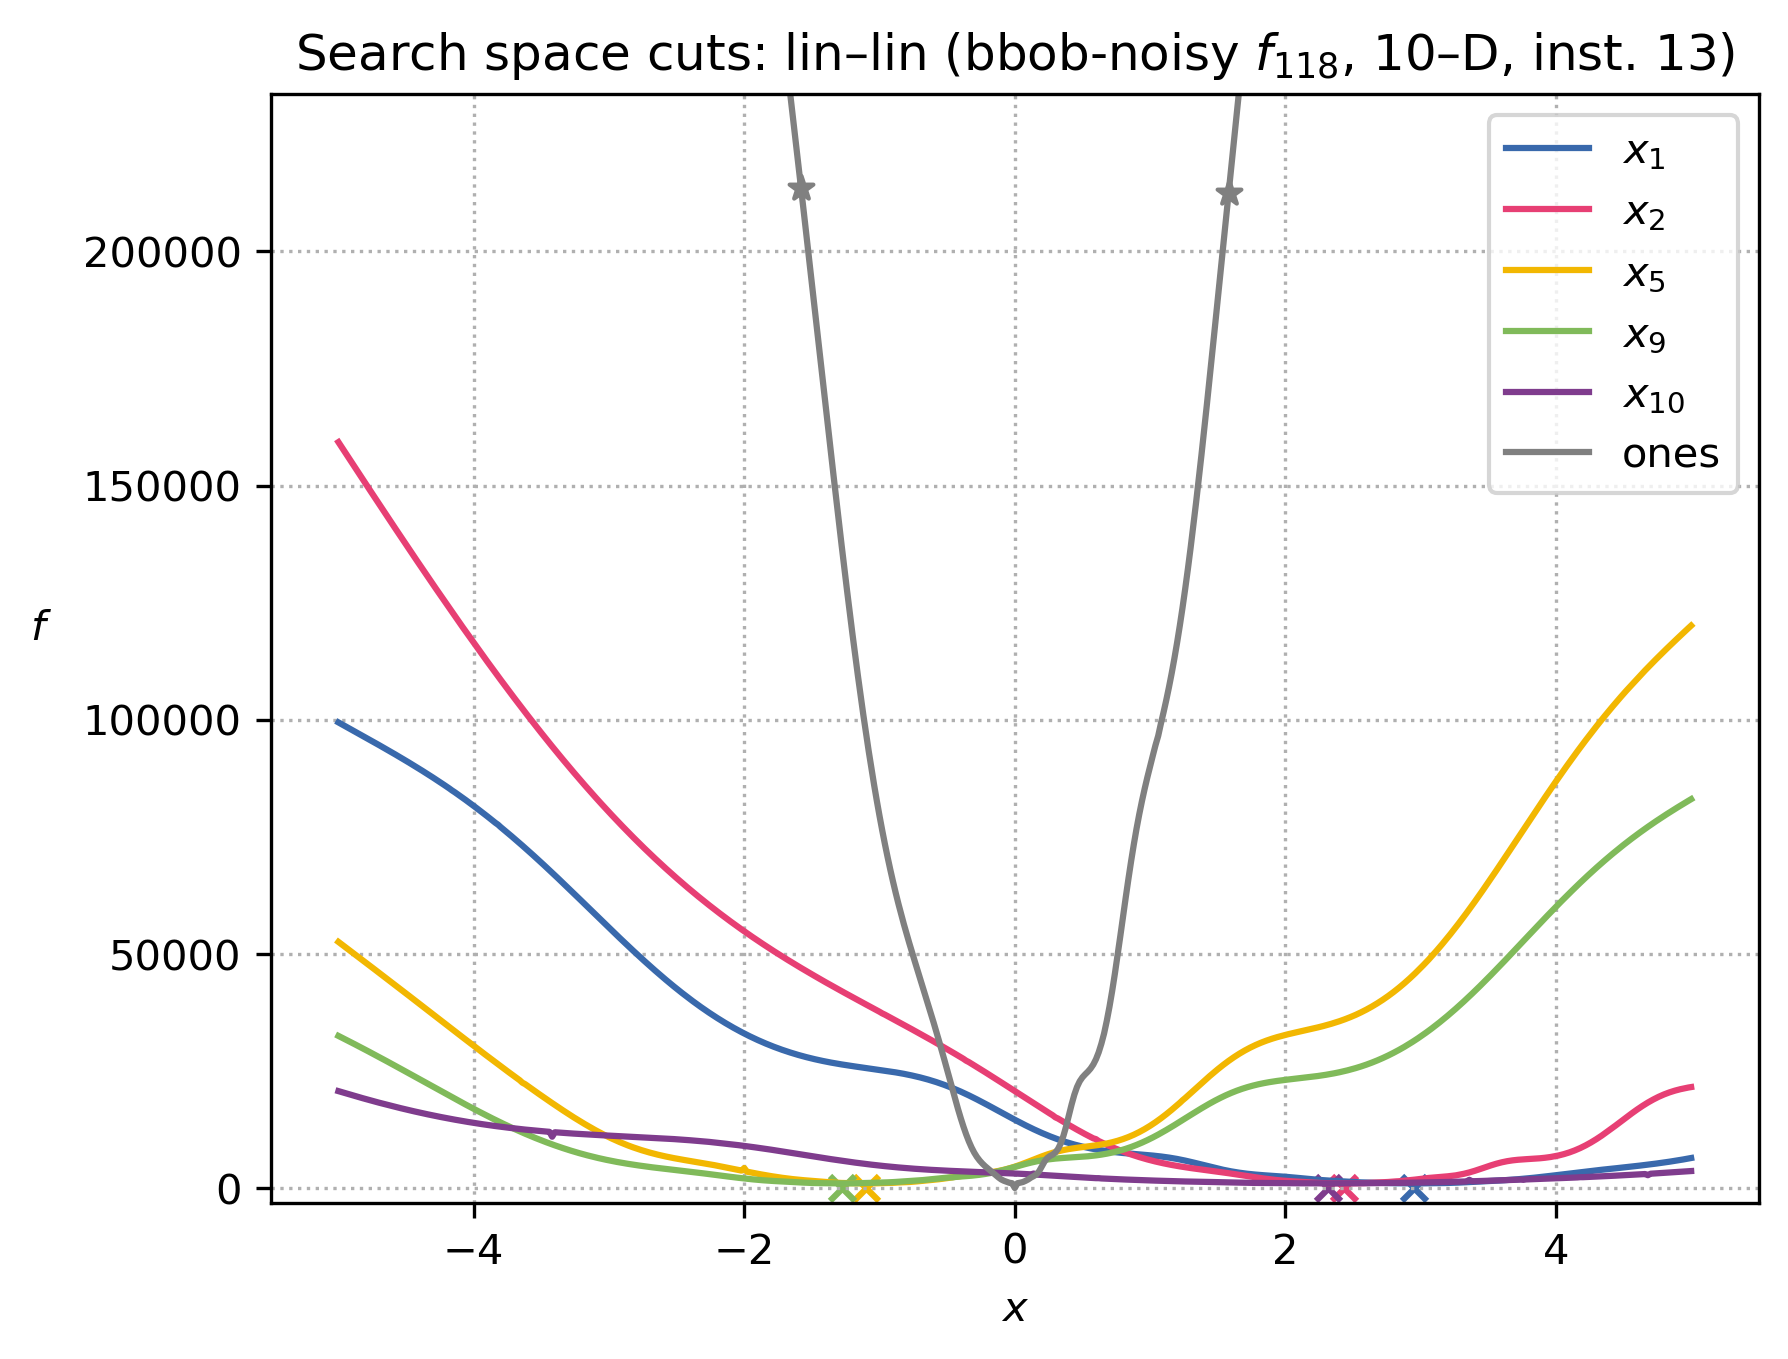 Search space cuts: lin–lin (bbob-noisy f₁₁₈, 10–D, inst. 13)
x₁
x₂
x₅
x₉
x₁₀
ones
f
200000
150000
100000
50000
0
−4
−2
0
2
4
x